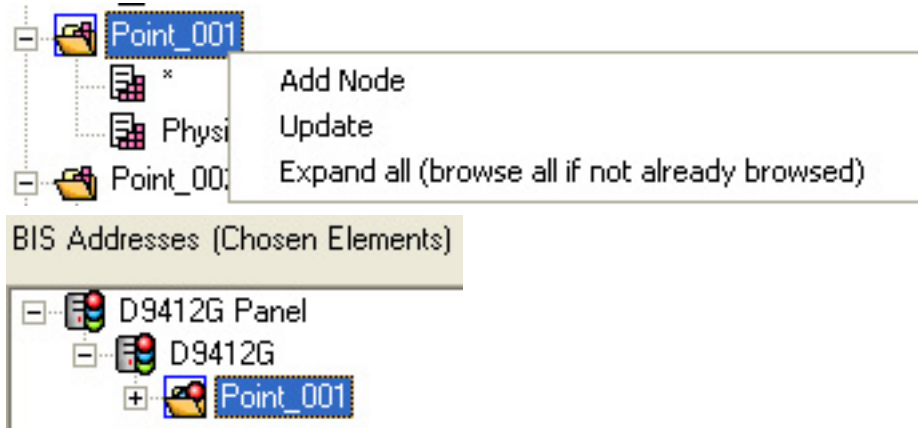 Point_001
*
Add Node
Physi
Update
Point_002
Expand all (browse all if not already browsed)
BIS Addresses (Chosen Elements)
D9412G Panel
D9412G
Point_001